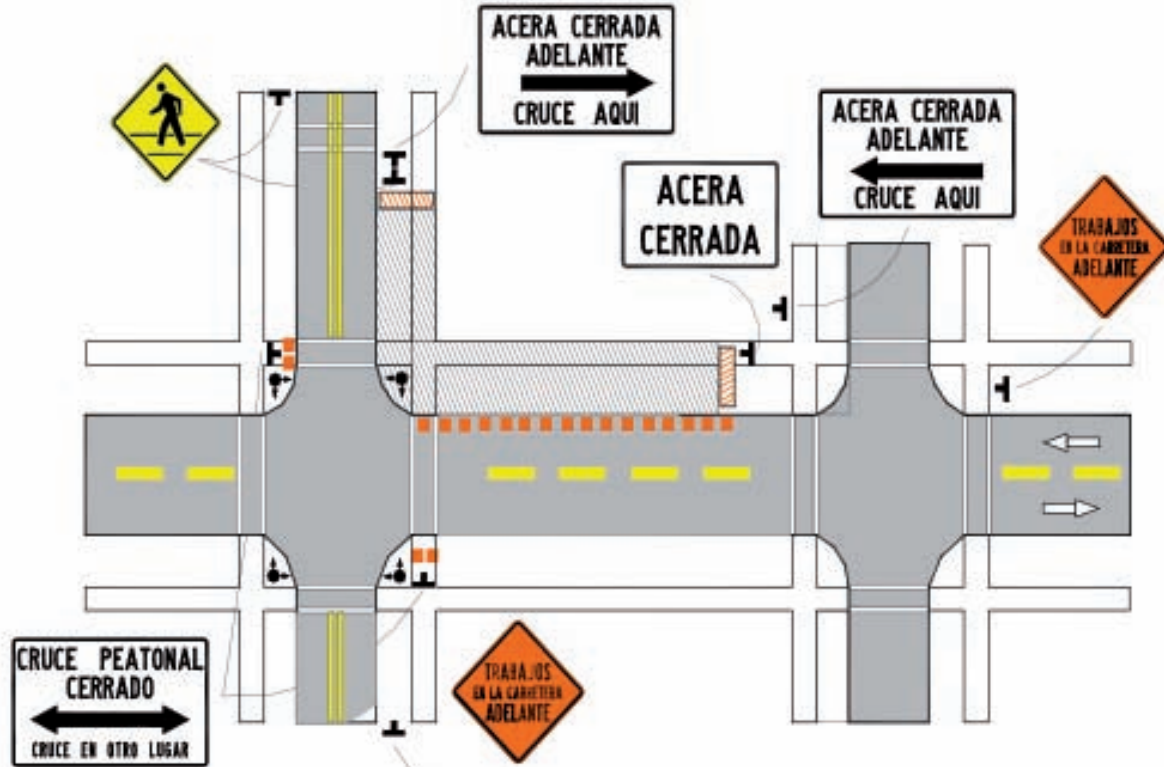 ACERA CERRADA
ADELANTE
CRUCE AQUI
ACERA CERRADA
ADELANTE
CRUCE AQUI
ACERA
CERRADA
TRABAJOS
EN LA CARRETERA
ADELANTE
CRUCE PEATONAL
CERRADO
CRUCE EN OTRO LUGAR
TRABAJOS
EN LA CARRETERA
ADELANTE